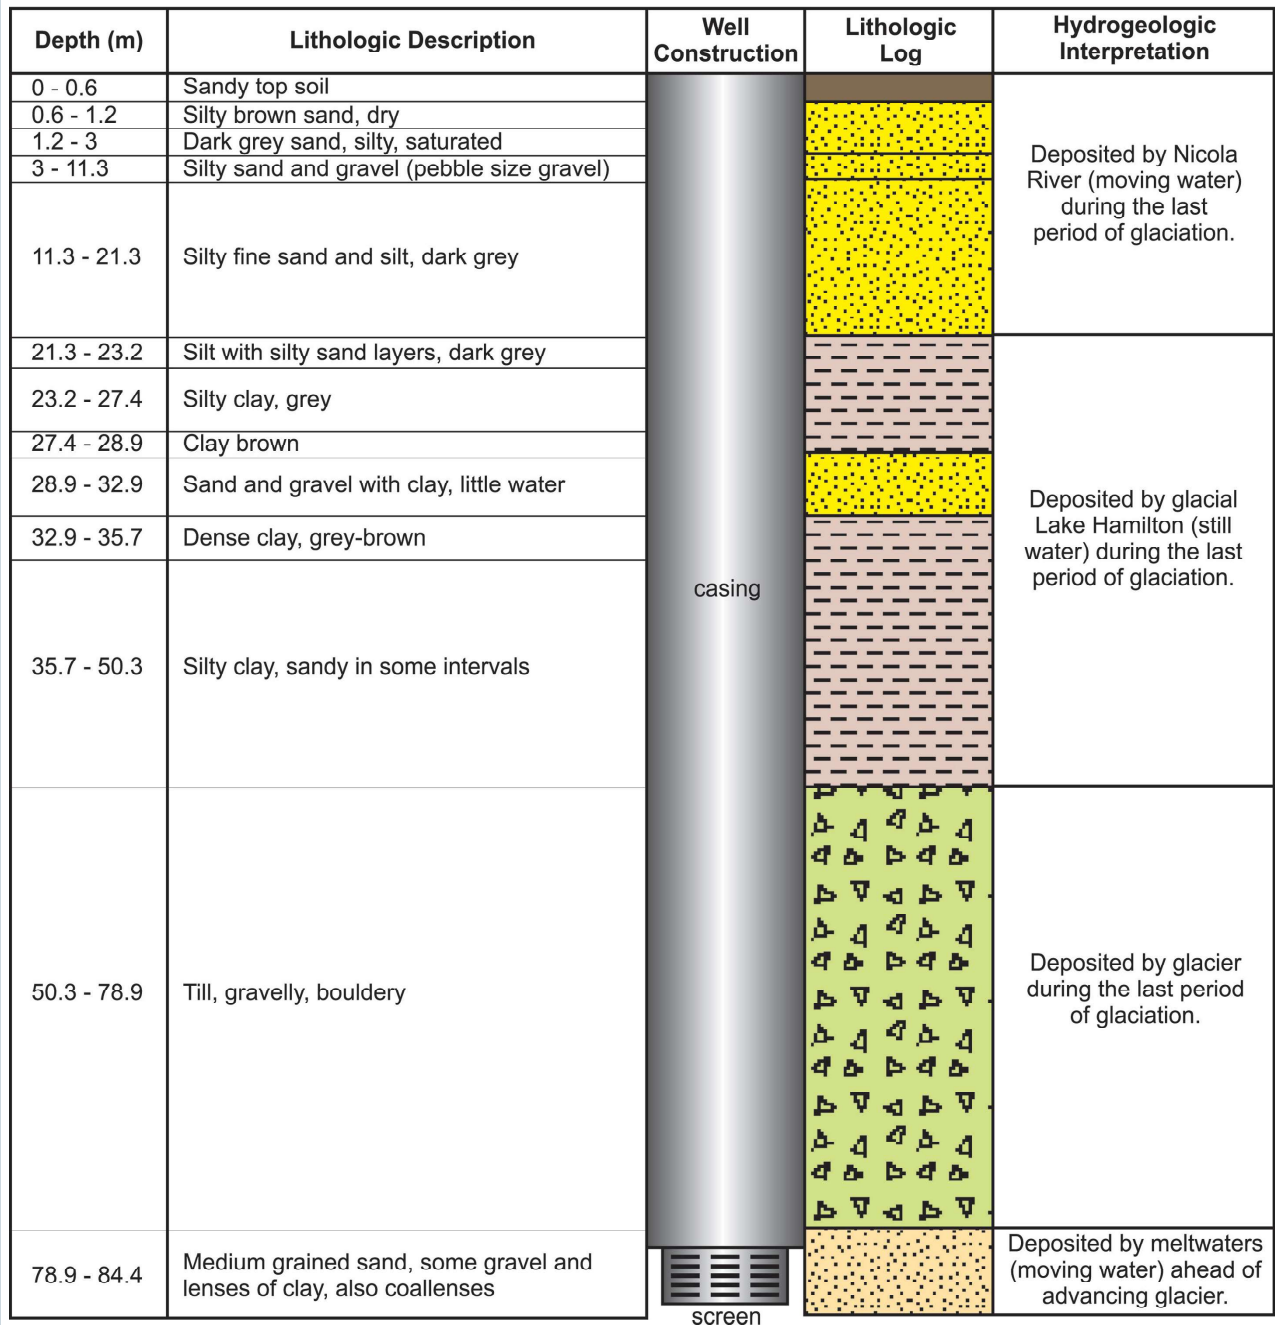 Depth (m)
Lithologic Description
Well
Construction
Lithologic
Log
Hydrogeologic
Interpretation
0 - 0.6
Sandy top soil
0.6 - 1.2
Silty brown sand, dry
1.2 - 3
Dark grey sand, silty, saturated
3 - 11.3
Silty sand and gravel (pebble size gravel)
11.3 - 21.3
Silty fine sand and silt, dark grey
Deposited by Nicola
River (moving water)
during the last
period of glaciation.
21.3 - 23.2
Silt with silty sand layers, dark grey
23.2 - 27.4
Silty clay, grey
27.4 - 28.9
Clay brown
28.9 - 32.9
Sand and gravel with clay, little water
32.9 - 35.7
Dense clay, grey-brown
35.7 - 50.3
Silty clay, sandy in some intervals
casing
Deposited by glacial
Lake Hamilton (still
water) during the last
period of glaciation.
50.3 - 78.9
Till, gravelly, bouldery
Deposited by glacier
during the last period
of glaciation.
78.9 - 84.4
Medium grained sand, some gravel and
lenses of clay, also coallenses
screen
Deposited by meltwaters
(moving water) ahead of
advancing glacier.